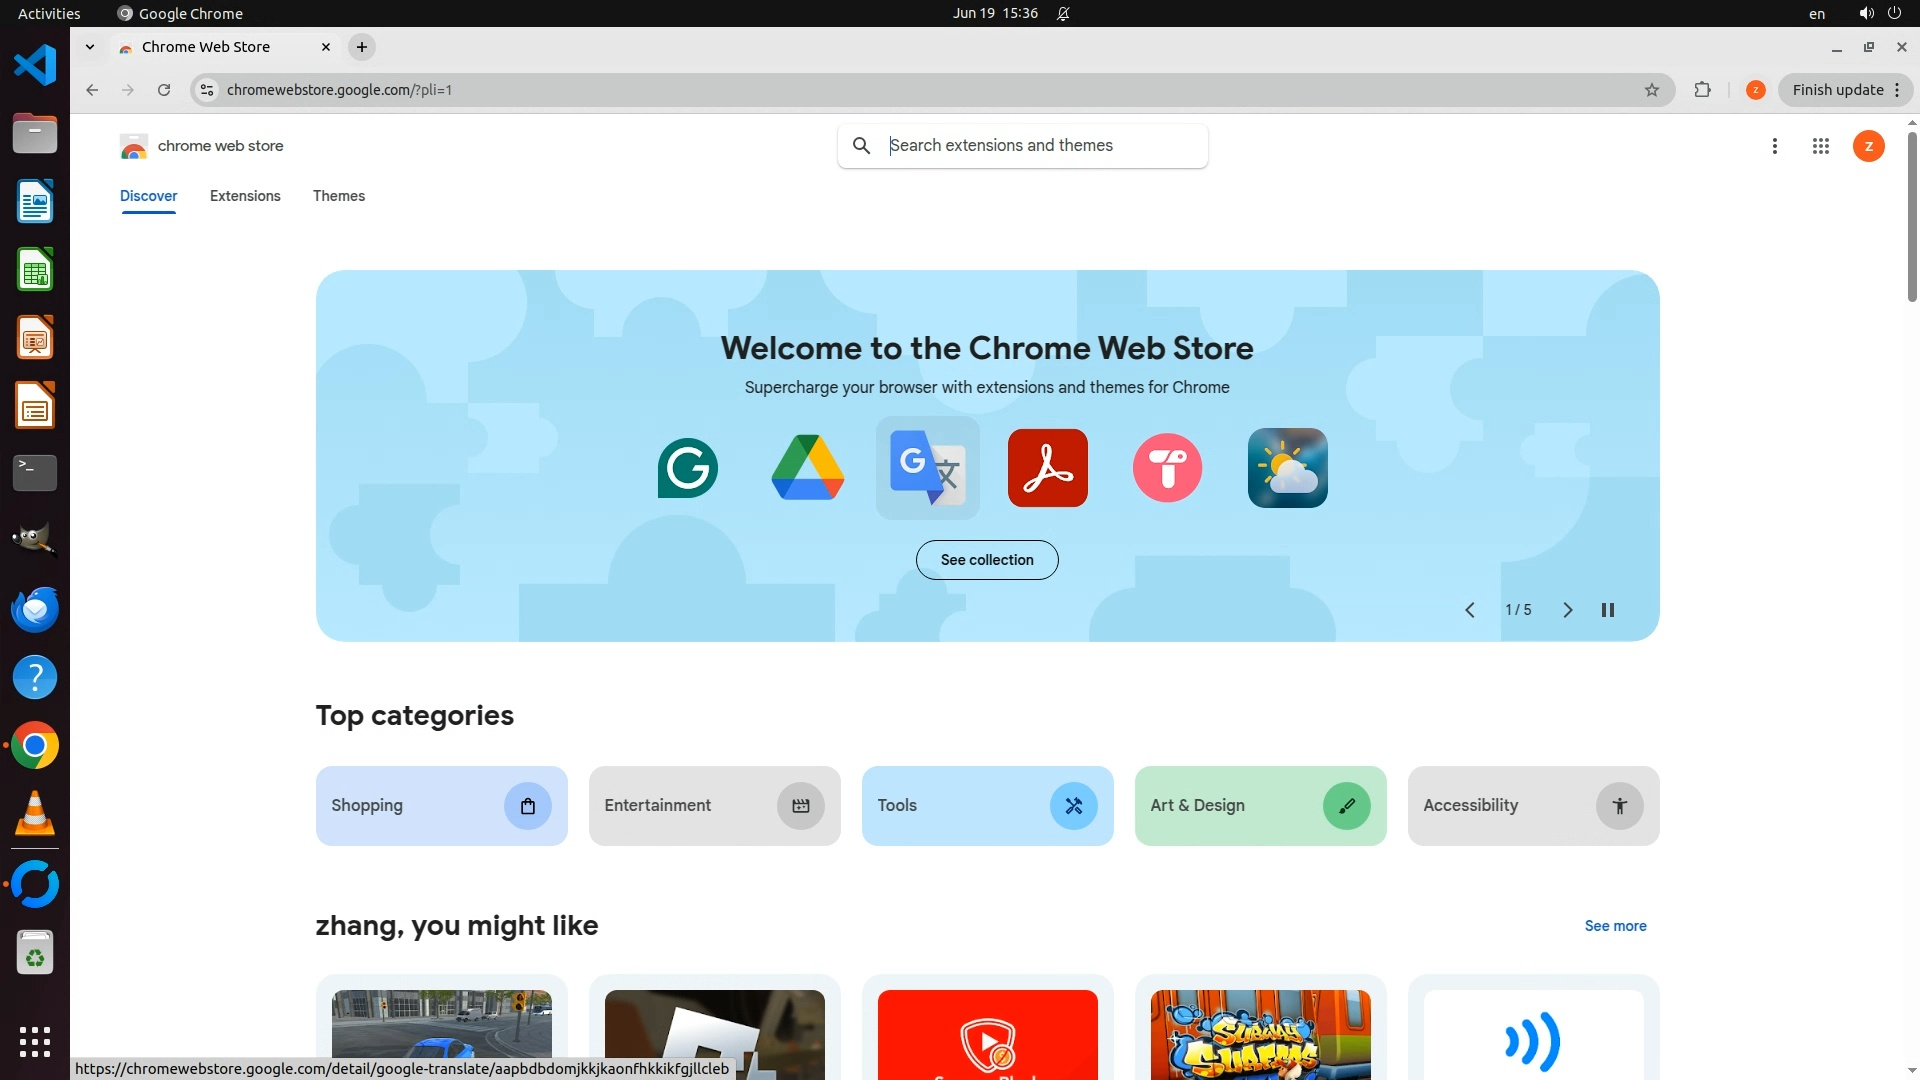 Activities
Google Chrome
Jun 19 15:36
en
Chrome Web Store
chromewebstore.google.com/?pli=1
z
Finish update
chrome web store
Search extensions and themes
z
Discover
Extensions
Themes
Welcome to the Chrome Web Store
Supercharge your browser with extensions and themes for Chrome
See collection
1 / 5
Top categories
Shopping
Entertainment
Tools
Art & Design
Accessibility
zhang, you might like
See more
SUBWAY
SURFERS
https://chromewebstore.google.com/detail/google-translate/aapbdbdomjkkjkaonfhkkikfgjllcleb